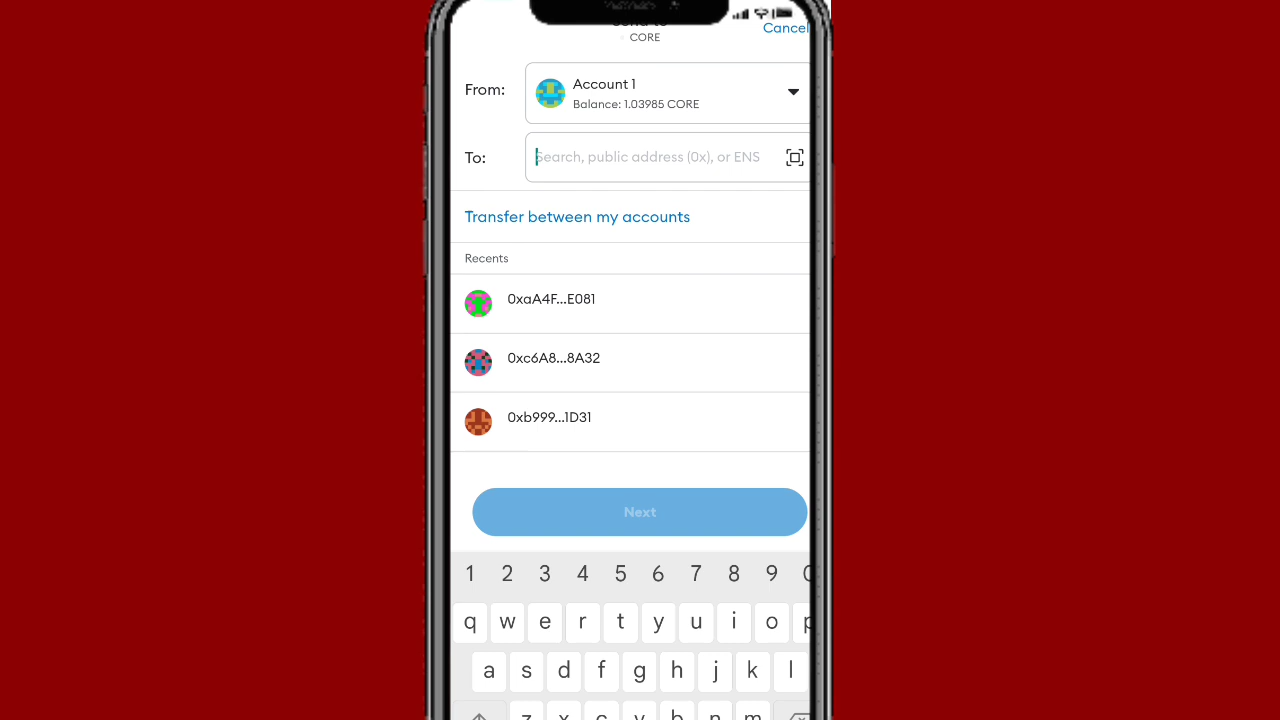 CORE
Cancel
From:
Account 1
Balance: 1.03985 CORE
To:
Search, public address (0x), or ENS
Transfer between my accounts
Recents
0xaA4F...E081
0xc6A8...8A32
0xb999...1D31
Next
1 2 3 4 5 6 7 8 9 0
q w e r t y u i o p
a s d f g h j k l
z x c v b n m